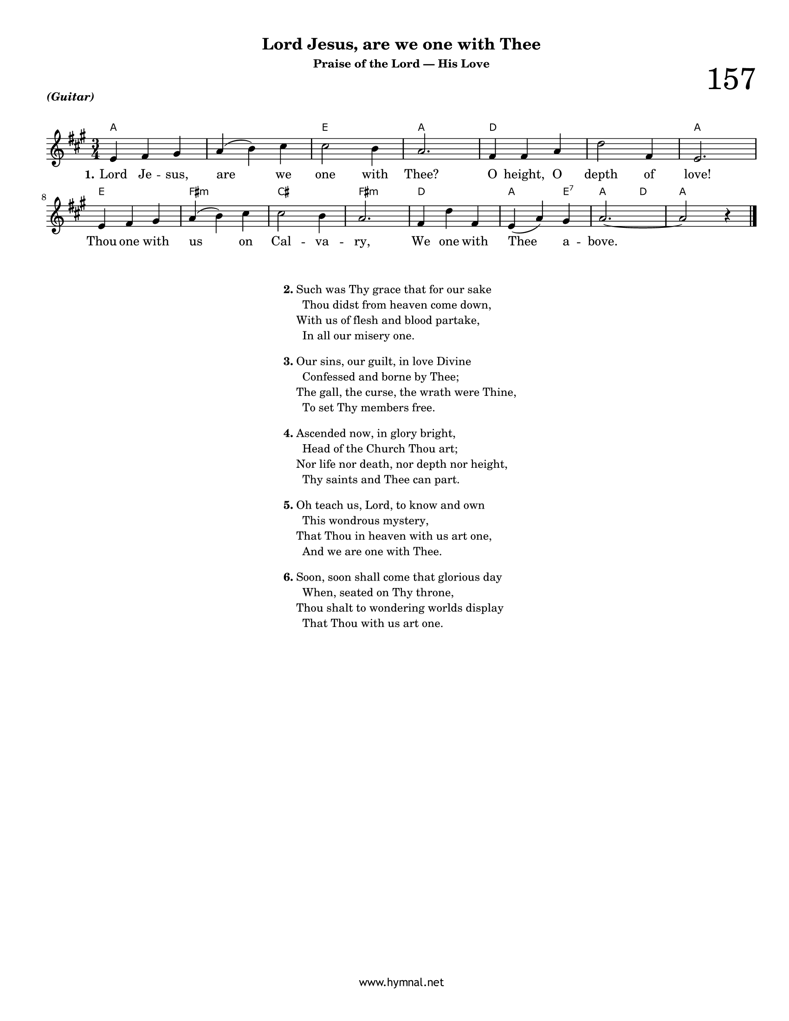 Lord Jesus, are we one with Thee
Praise of the Lord — His Love
157
(Guitar)
A E A D A
1. Lord Je - sus, are we one with Thee? O height, O depth of love!
8
E F♯m C♯ F♯m D A E7 A D A
Thou one with us on Cal - va - ry, We one with Thee a - bove.
2. Such was Thy grace that for our sake
Thou didst from heaven come down,
With us of flesh and blood partake,
In all our misery one.
3. Our sins, our guilt, in love Divine
Confessed and borne by Thee;
The gall, the curse, the wrath were Thine,
To set Thy members free.
4. Ascended now, in glory bright,
Head of the Church Thou art;
Nor life nor death, nor depth nor height,
Thy saints and Thee can part.
5. Oh teach us, Lord, to know and own
This wondrous mystery,
That Thou in heaven with us art one,
And we are one with Thee.
6. Soon, soon shall come that glorious day
When, seated on Thy throne,
Thou shalt to wondering worlds display
That Thou with us art one.
www.hymnal.net